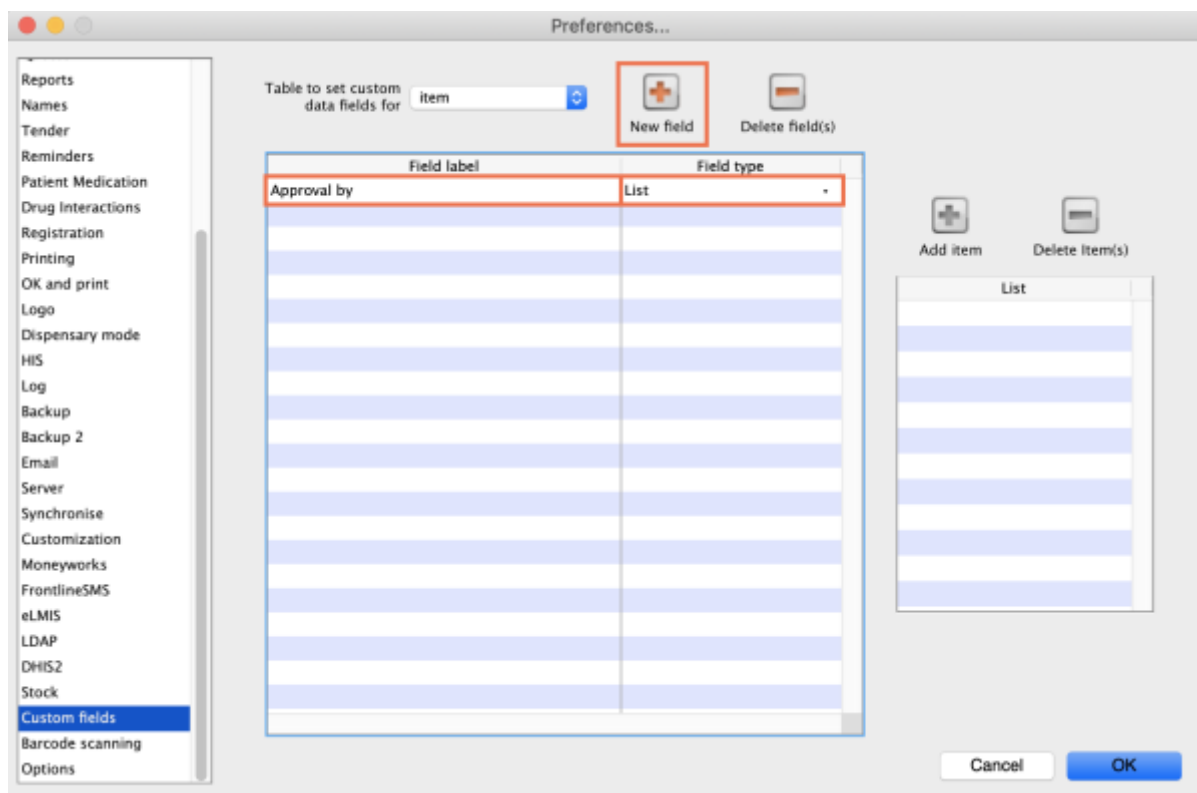 Preferences...
Reports
Names
Tender
Reminders
Patient Medication
Drug Interactions
Registration
Printing
OK and print
Logo
Dispensary mode
HIS
Log
Backup
Backup 2
Email
Server
Synchronise
Customization
Moneyworks
FrontlineSMS
eLMIS
LDAP
DHIS2
Stock
Custom fields
Barcode scanning
Options
Table to set custom
data fields for
item
New field
Delete field(s)
Field label
Field type
Approval by
List
Add item
Delete Item(s)
List
Cancel
OK